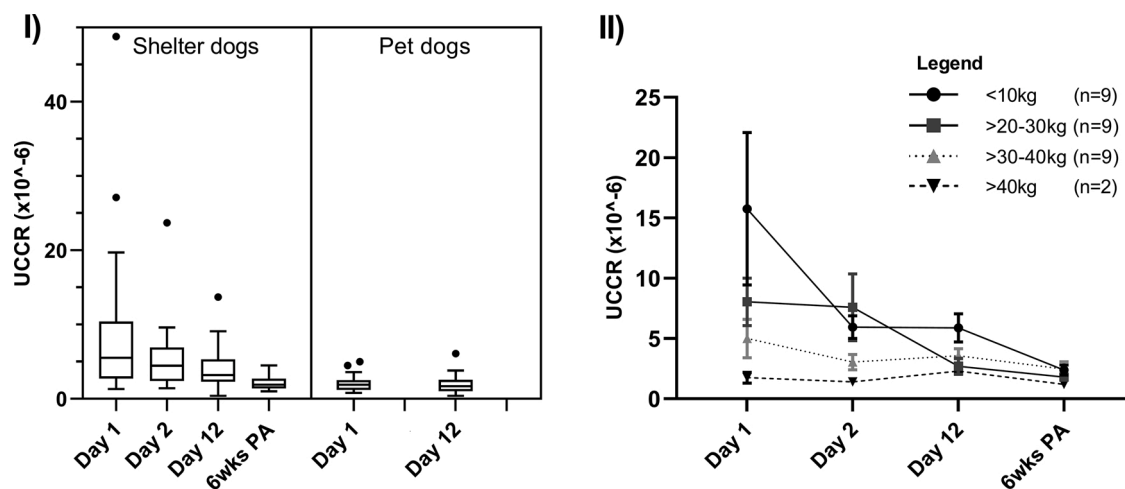 I)
Shelter dogs
Pet dogs
UCCR (x10^-6)
40
20
0
Day 1
Day 2
Day 12
6wks PA
Day 1
Day 12
II)
Legend
<10kg (n=9)
>20-30kg (n=9)
>30-40kg (n=9)
>40kg (n=2)
UCCR (x10^-6)
25
20
15
10
5
0
Day 1
Day 2
Day 12
6wks PA